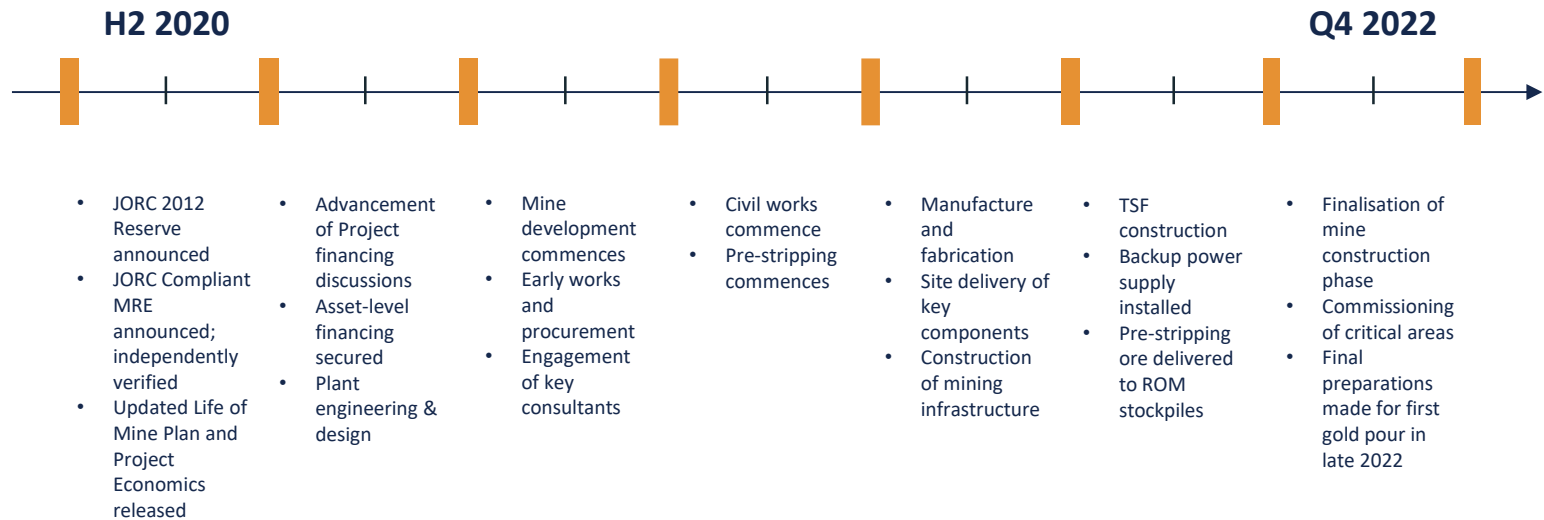 H2 2020
Q4 2022
• JORC 2012
Reserve
announced
• JORC Compliant
MRE
announced;
independently
verified
• Updated Life of
Mine Plan and
Project
Economics
released
• Advancement
of Project
financing
discussions
• Asset-level
financing
secured
• Plant
engineering &
design
• Mine
development
commences
• Early works
and
procurement
• Engagement
of key
consultants
• Civil works
commence
• Pre-stripping
commences
• Manufacture
and
fabrication
• Site delivery of
key
components
• Construction
of mining
infrastructure
• TSF
construction
• Backup power
supply
installed
• Pre-stripping
ore delivered
to ROM
stockpiles
• Finalisation of
mine
construction
phase
• Commissioning
of critical areas
• Final
preparations
made for first
gold pour in
late 2022